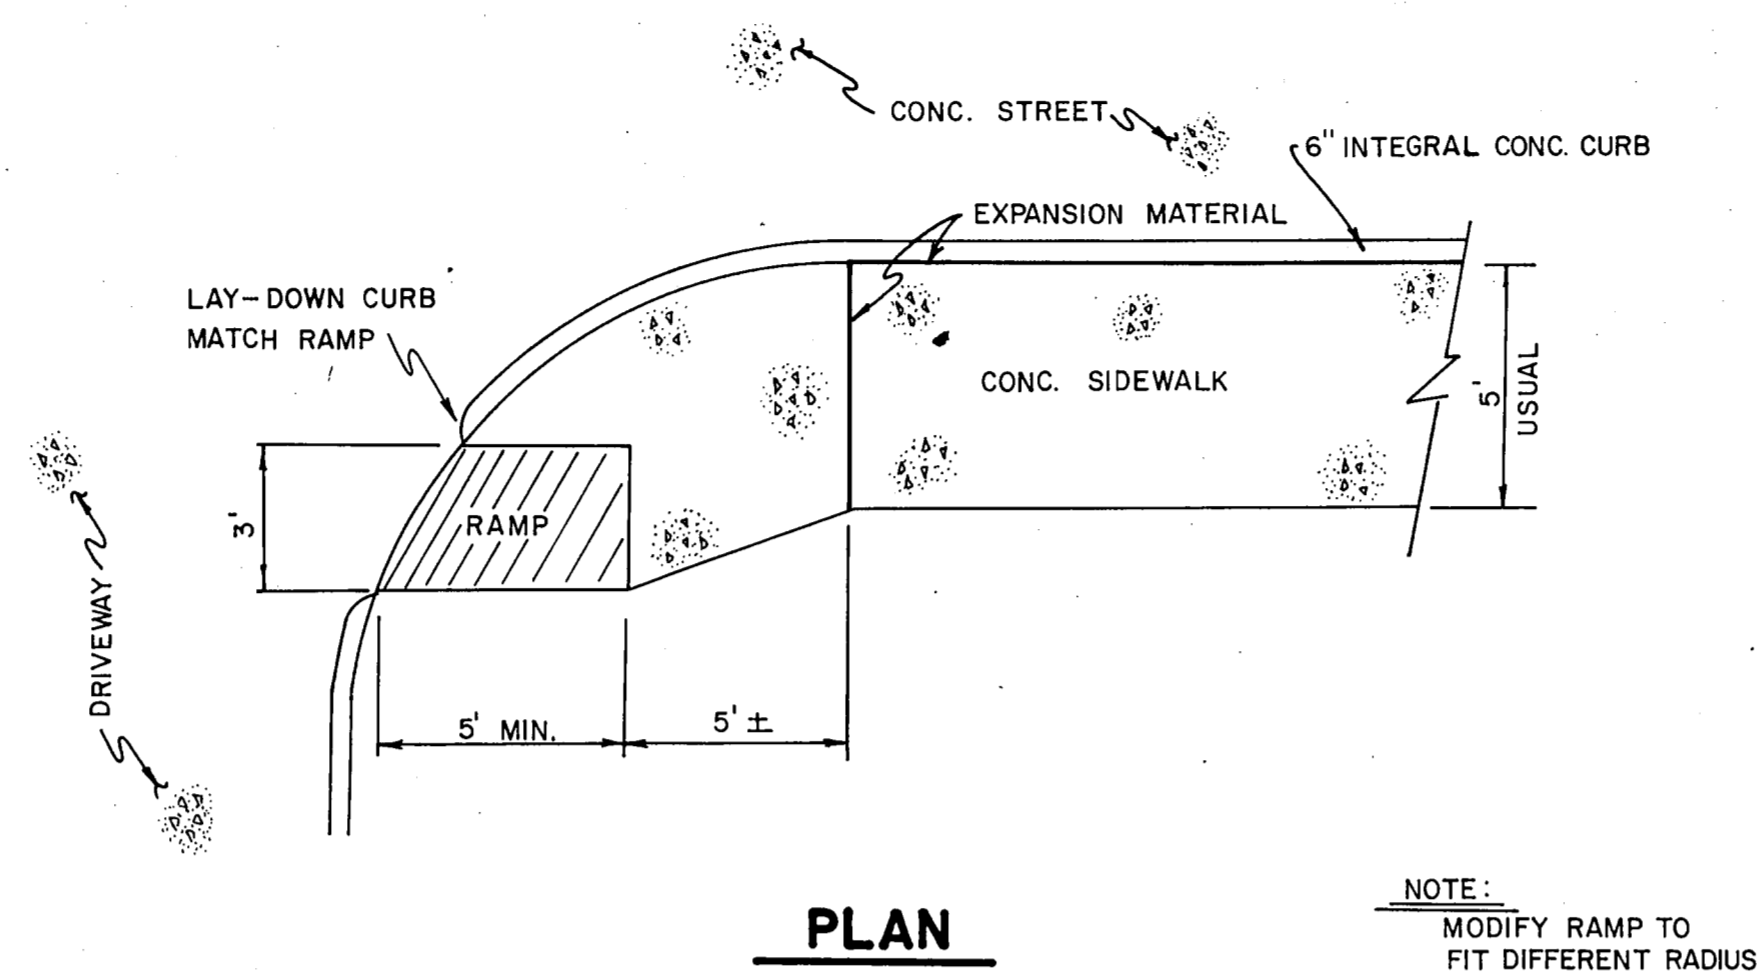 CONC. STREET
6" INTEGRAL CONC. CURB
EXPANSION MATERIAL
LAY-DOWN CURB
MATCH RAMP
CONC. SIDEWALK
5'
USUAL
3'
RAMP
DRIVEWAY
5' MIN.
5' ±
PLAN
NOTE:
MODIFY RAMP TO
FIT DIFFERENT RADIUS